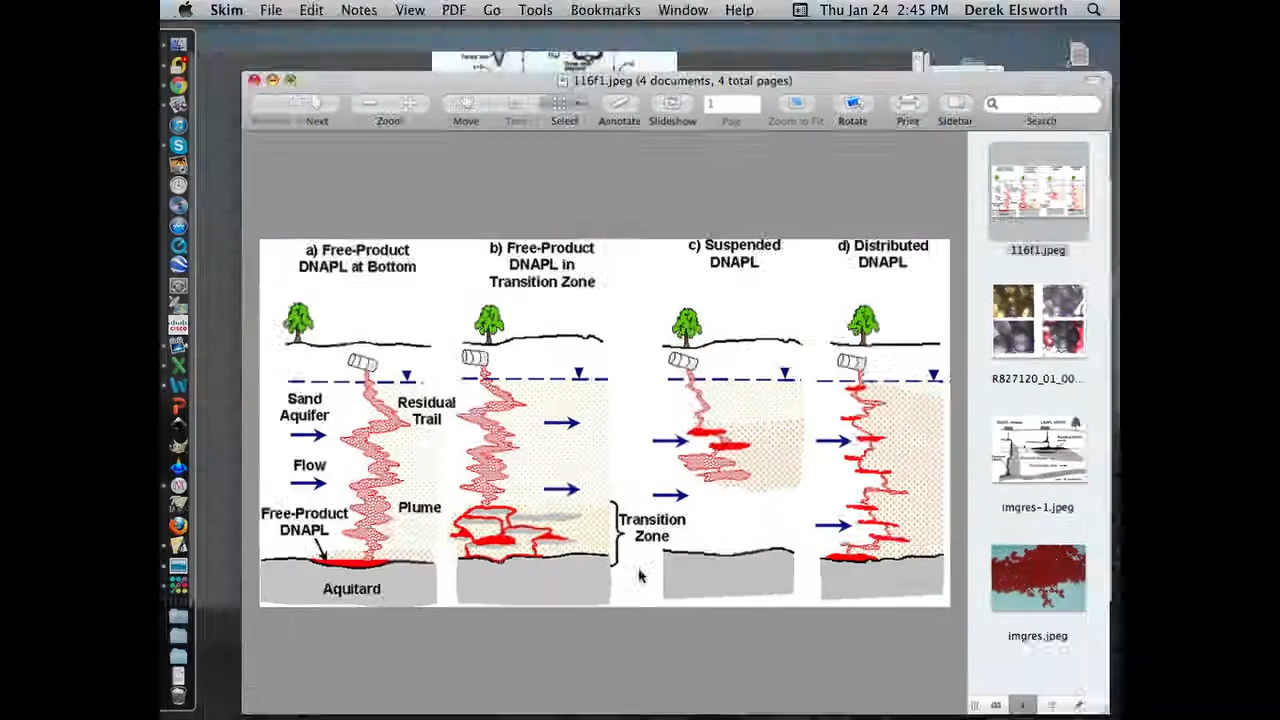 Skim File Edit Notes View PDF Go Tools Bookmarks Window Help Thu Jan 24 2:45 PM Derek Elsworth
116f1.jpeg (4 documents, 4 total pages)
1
Next Zoom Move Select Annotate Slideshow Page Zoom to Fit Rotate Print Sidebar Search
a) Free-Product
DNAPL at Bottom
b) Free-Product
DNAPL in
Transition Zone
c) Suspended
DNAPL
d) Distributed
DNAPL
Sand
Aquifer
Residual
Trail
Flow
Plume
Free-Product
DNAPL
Transition
Zone
Aquitard
116f1.jpeg
R827120_01_00...
imgres-1.jpeg
imgres.jpeg
CISCO